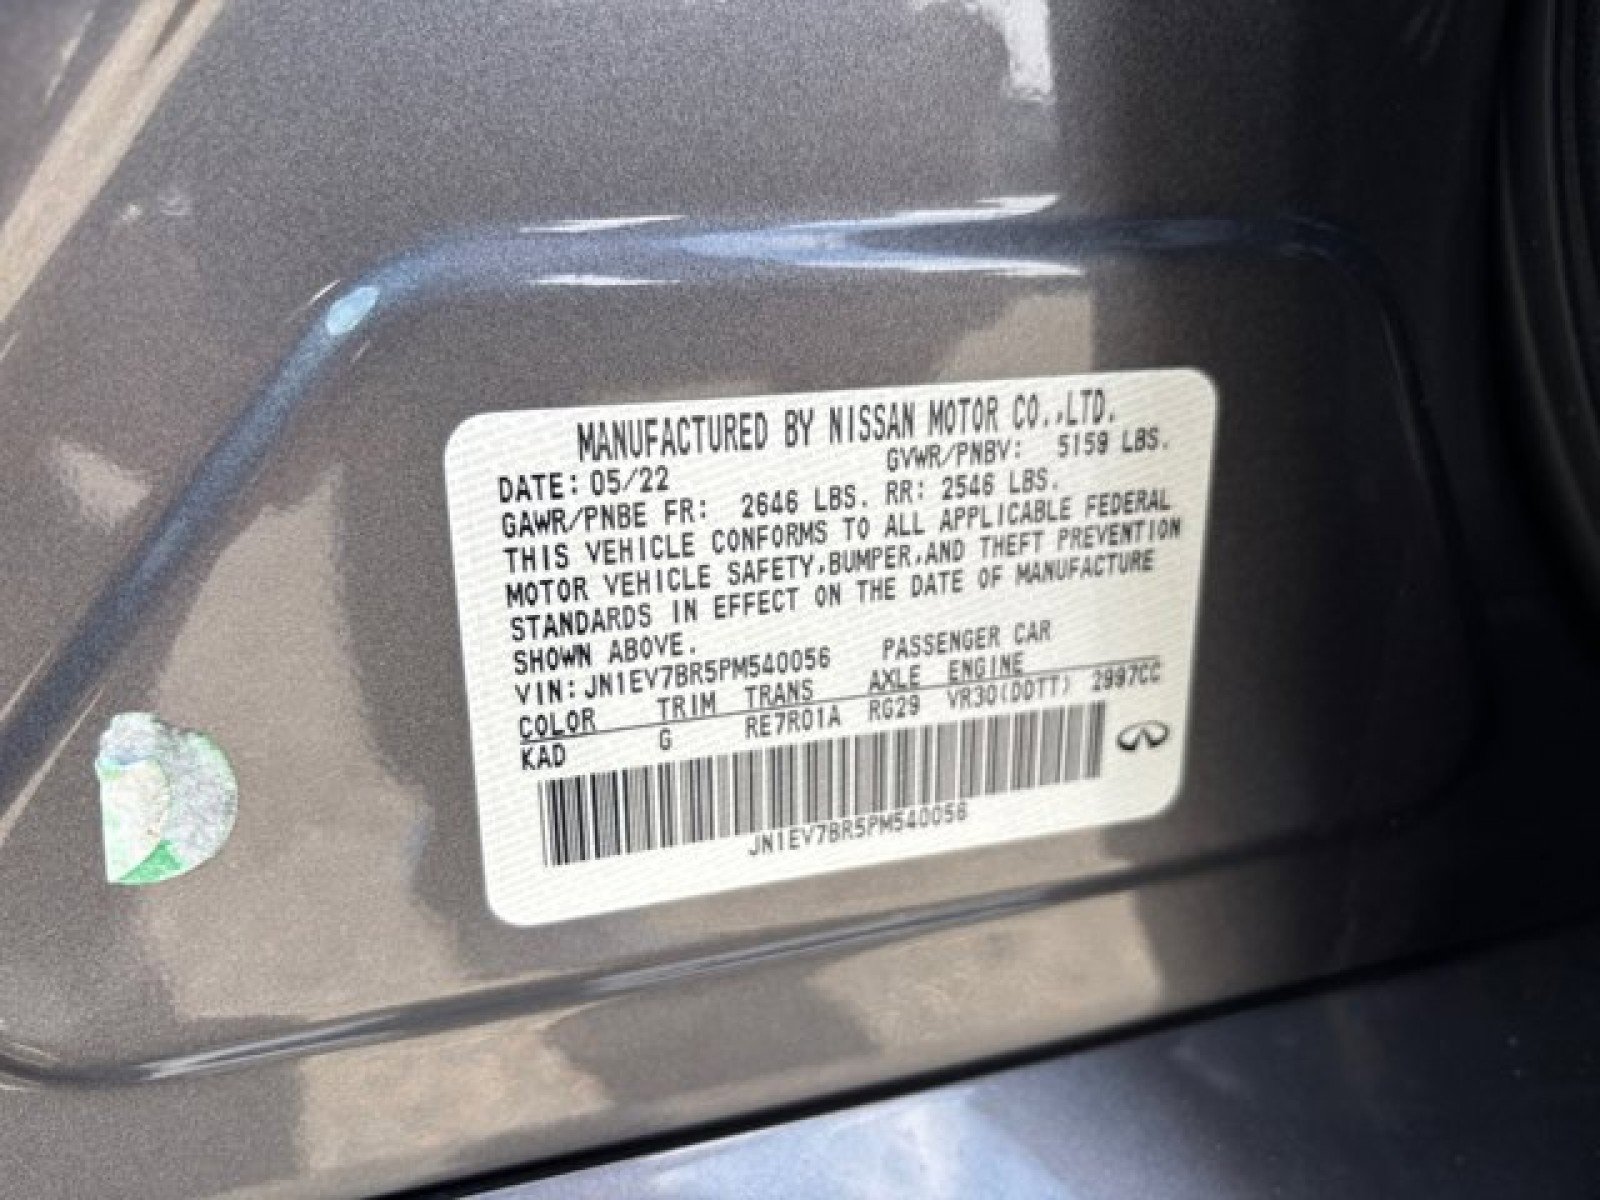 MANUFACTURED BY NISSAN MOTOR CO.,LTD.
DATE: 05/22 GVWR/PNBV: 5159 LBS.
GAWR/PNBE FR: 2646 LBS. RR: 2546 LBS.
THIS VEHICLE CONFORMS TO ALL APPLICABLE FEDERAL
MOTOR VEHICLE SAFETY,BUMPER,AND THEFT PREVENTION
STANDARDS IN EFFECT ON THE DATE OF MANUFACTURE
SHOWN ABOVE.
VIN: JN1EV7BR5PM540056 PASSENGER CAR
COLOR TRIM TRANS AXLE ENGINE
KAD G RE7R01A RG29 VR30(DDTT) 2997CC
JN1EV7BR5PM540056